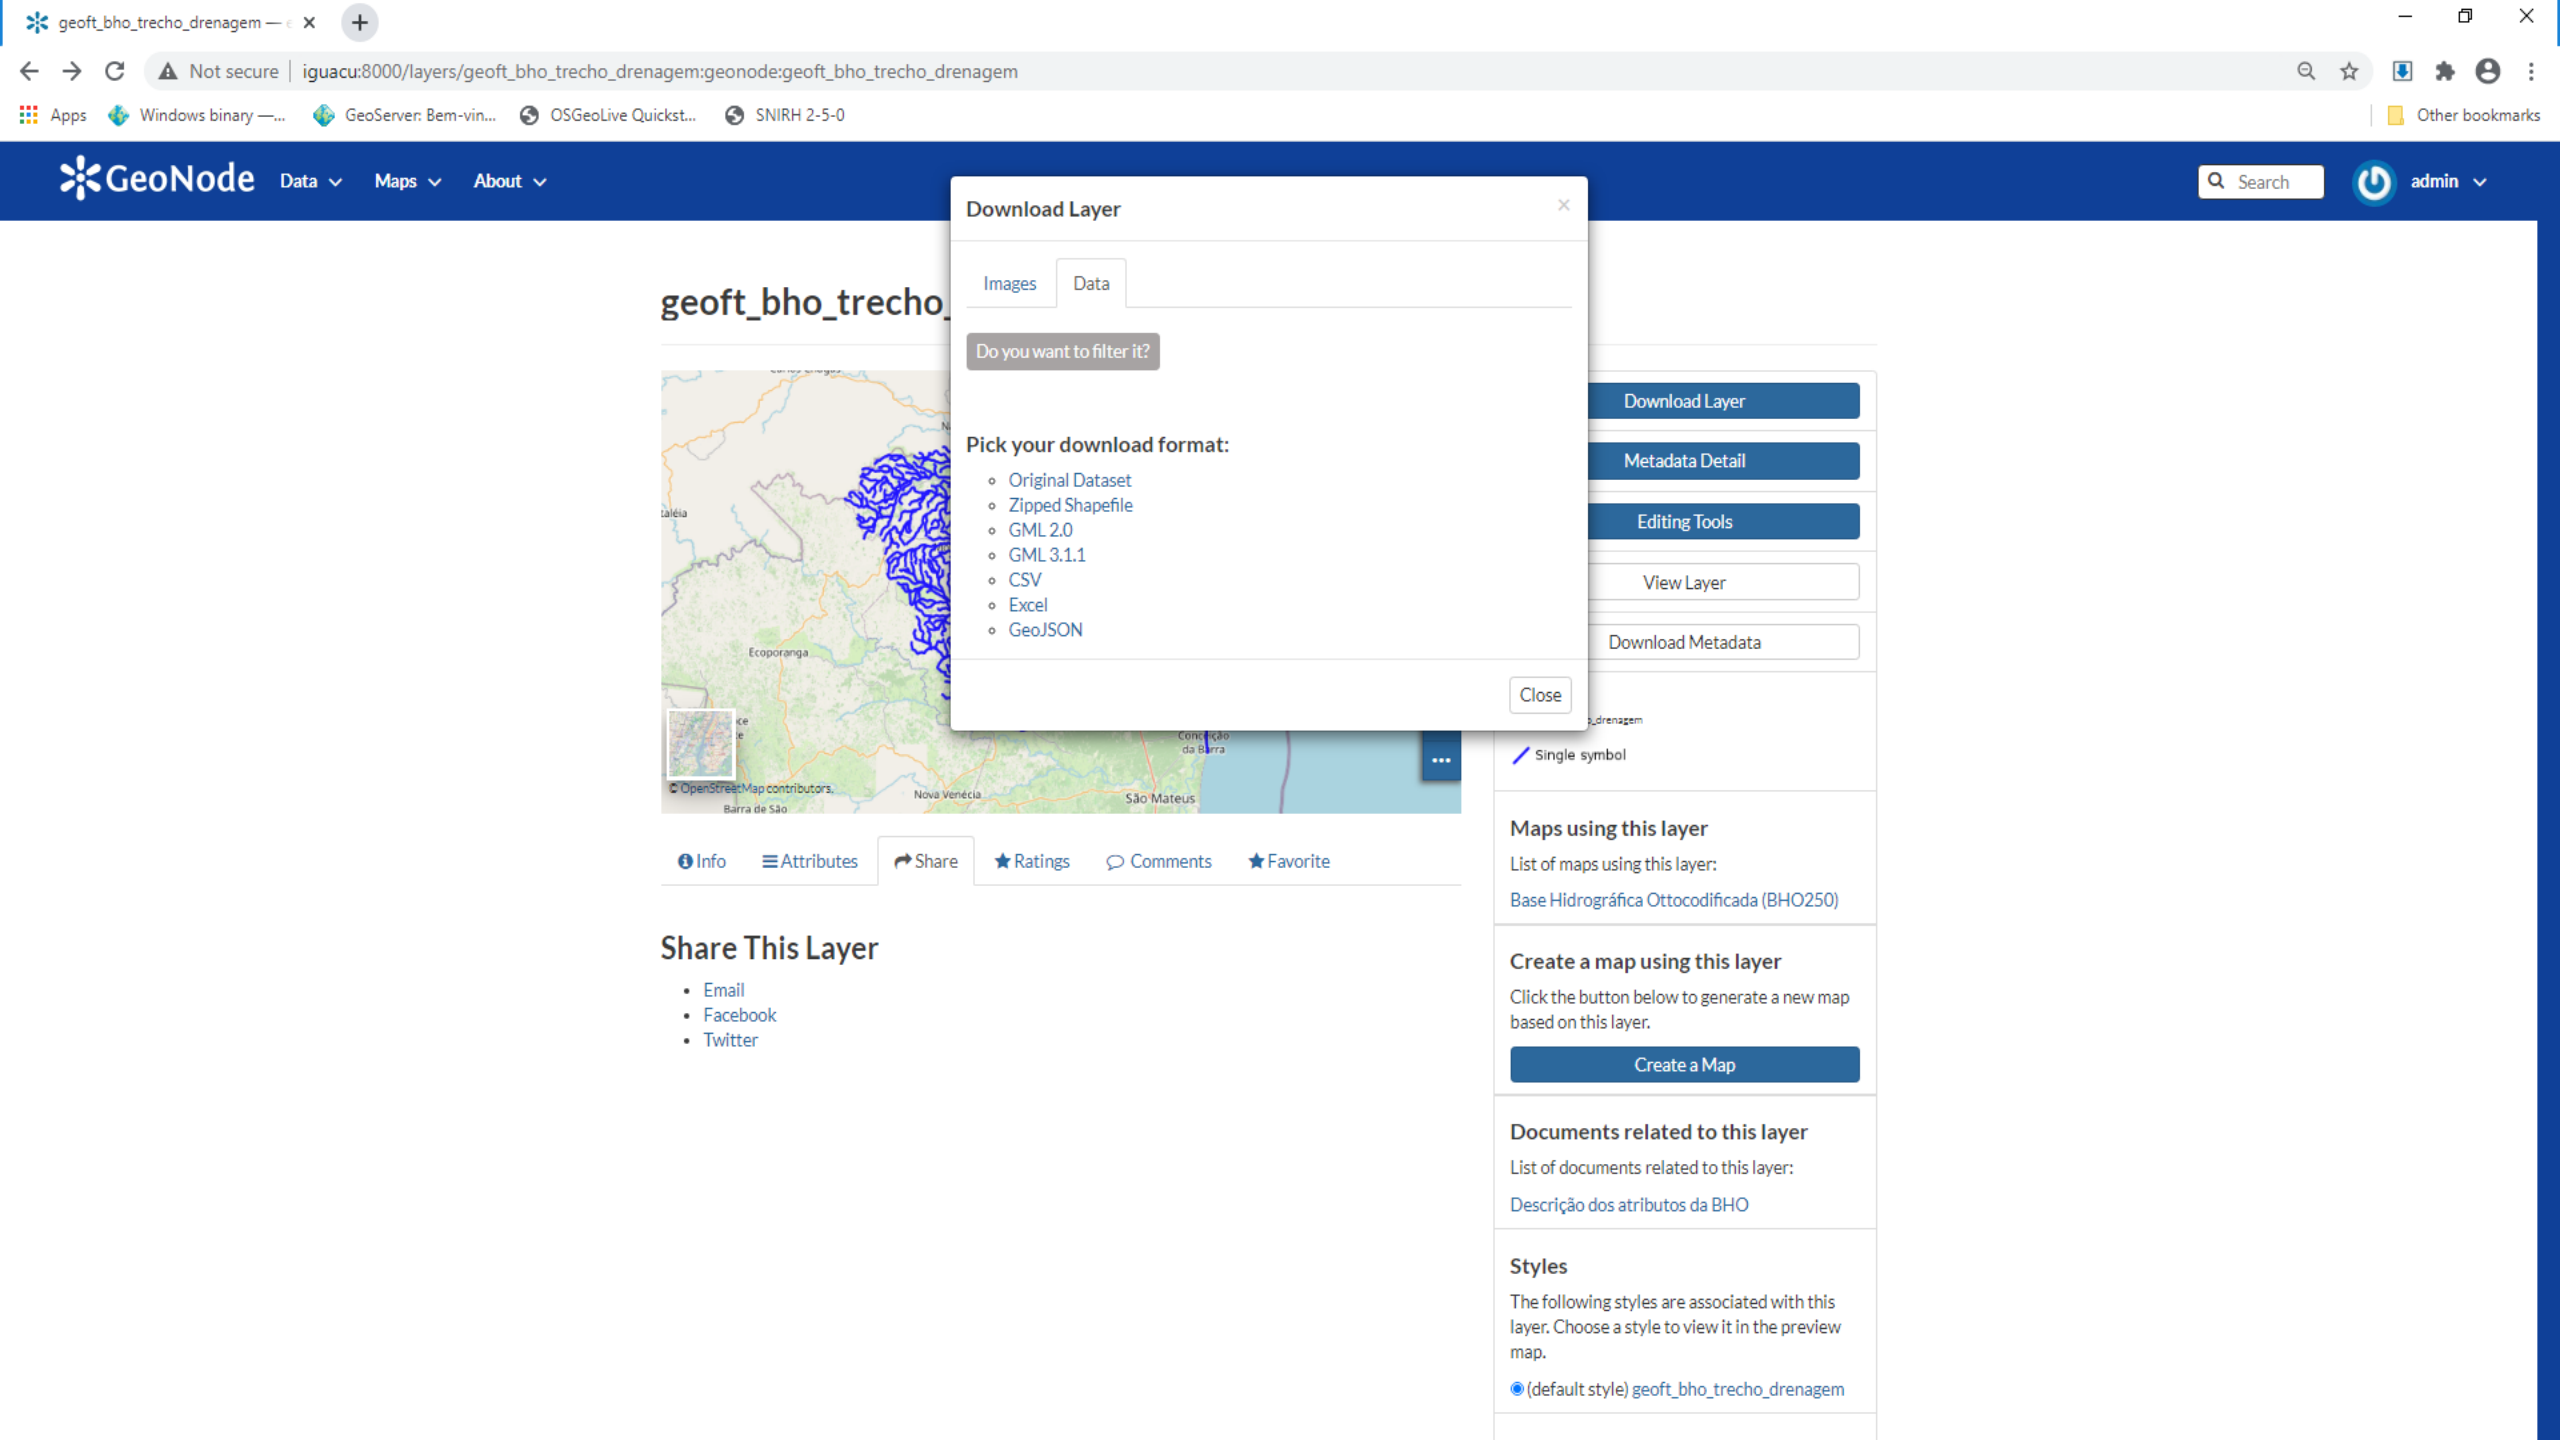 geoft_bho_trecho_drenagem —
Not secure
iguacu:8000/layers/geoft_bho_trecho_drenagem:geonode:geoft_bho_trecho_drenagem
Apps
Windows binary —...
GeoServer: Bem-vin...
OSGeoLive Quickst...
SNIRH 2-5-0
Other bookmarks
GeoNode
Data
Maps
About
Search
admin
Download Layer
×
Images
Data
Do you want to filter it?
Pick your download format:
Original Dataset
Zipped Shapefile
GML 2.0
GML 3.1.1
CSV
Excel
GeoJSON
Close
geoft_bho_trecho_
taléia
Ecoporanga
Conceição
da Barra
© OpenStreetMap contributors.
Nova Venécia
São Mateus
Barra de São
...
Info
Attributes
Share
Ratings
Comments
Favorite
Share This Layer
Email
Facebook
Twitter
Download Layer
Metadata Detail
Editing Tools
View Layer
Download Metadata
o_drenagem
Single symbol
Maps using this layer
List of maps using this layer:
Base Hidrográfica Ottocodificada (BHO250)
Create a map using this layer
Click the button below to generate a new map
based on this layer.
Create a Map
Documents related to this layer
List of documents related to this layer:
Descrição dos atributos da BHO
Styles
The following styles are associated with this
layer. Choose a style to view it in the preview
map.
(default style) geoft_bho_trecho_drenagem